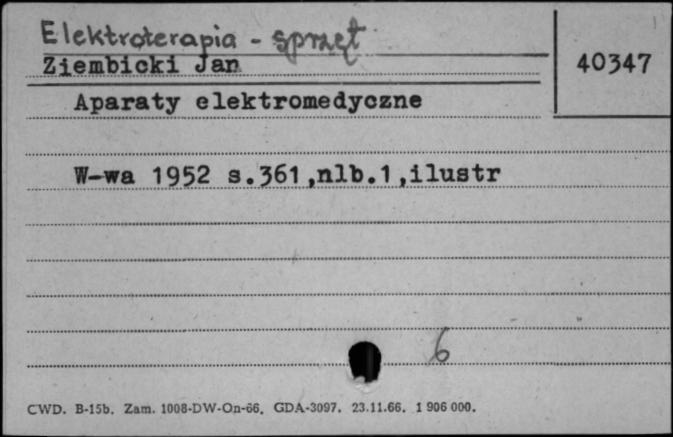 Elektroterapia - sprzęt
Ziembicki Jan
40347
Aparaty elektromedyczne
W-wa 1952 s.361,nlb.1,ilustr
6
CWD. B-15b. Zam. 1008-DW-On-66. GDA-3097. 23.11.66. 1 906 000.